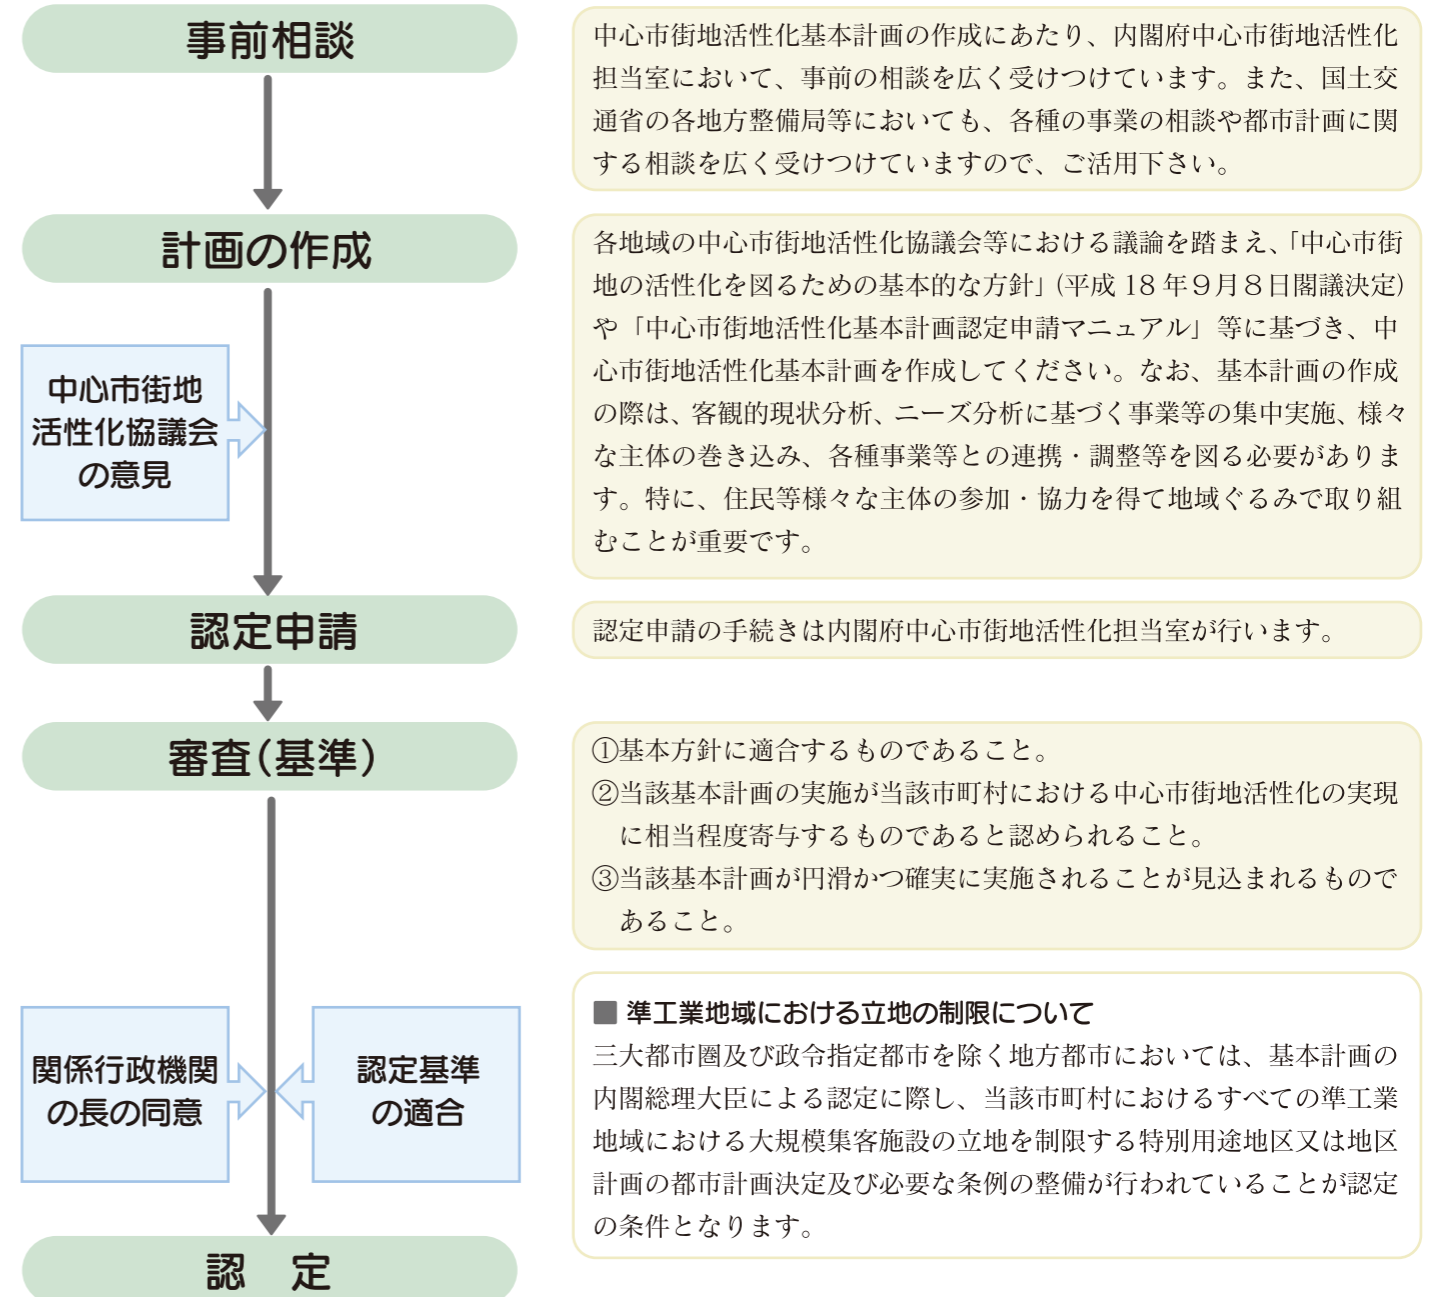 事前相談
中心市街地活性化基本計画の作成にあたり、内閣府中心市街地活性化
担当室において、事前の相談を広く受けつけています。また、国土交
通省の各地方整備局等においても、各種の事業の相談や都市計画に関
する相談を広く受けつけていますので、ご活用下さい。
計画の作成
各地域の中心市街地活性化協議会等における議論を踏まえ、「中心市街
地の活性化を図るための基本的な方針」（平成 18 年９月８日閣議決定）
や「中心市街地活性化基本計画認定申請マニュアル」等に基づき、中
心市街地活性化基本計画を作成してください。なお、基本計画の作成
の際は、客観的現状分析、ニーズ分析に基づく事業等の集中実施、様々
な主体の巻き込み、各種事業等との連携・調整等を図る必要がありま
す。特に、住民等様々な主体の参加・協力を得て地域ぐるみで取り組
むことが重要です。
中心市街地
活性化協議会
の意見
認定申請
認定申請の手続きは内閣府中心市街地活性化担当室が行います。
審査（基準）
①基本方針に適合するものであること。
②当該基本計画の実施が当該市町村における中心市街地活性化の実現
に相当程度寄与するものであると認められること。
③当該基本計画が円滑かつ確実に実施されることが見込まれるもので
あること。
関係行政機関
の長の同意
認定基準
の適合
■ 準工業地域における立地の制限について
三大都市圏及び政令指定都市を除く地方都市においては、基本計画の
内閣総理大臣による認定に際し、当該市町村におけるすべての準工業
地域における大規模集客施設の立地を制限する特別用途地区又は地区
計画の都市計画決定及び必要な条例の整備が行われていることが認定
の条件となります。
認　定